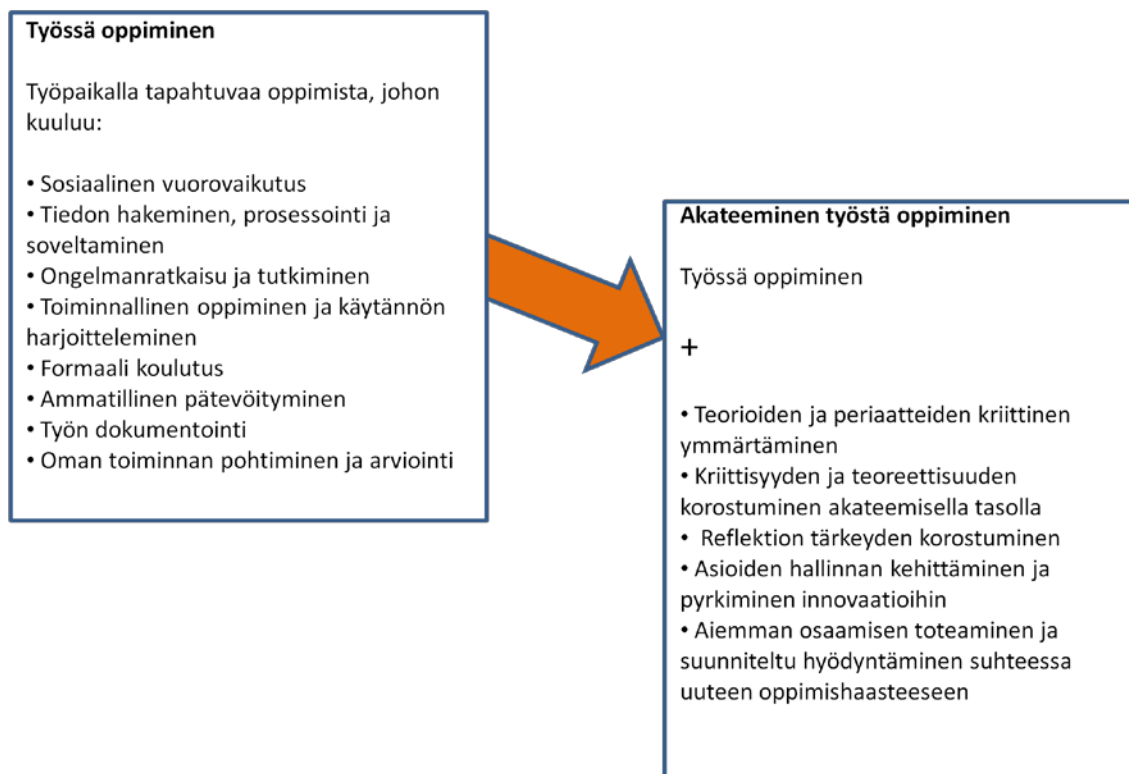 Työssä oppiminen
Työpaikalla tapahtuvaa oppimista, johon
kuuluu:
• Sosiaalinen vuorovaikutus
• Tiedon hakeminen, prosessointi ja
soveltaminen
• Ongelmanratkaisu ja tutkiminen
• Toiminnallinen oppiminen ja käytännön
harjoitteleminen
• Formaali koulutus
• Ammatillinen pätevöityminen
• Työn dokumentointi
• Oman toiminnan pohtiminen ja arviointi
Akateeminen työstä oppiminen
Työssä oppiminen
+
• Teorioiden ja periaatteiden kriittinen
ymmärtäminen
• Kriittisyyden ja teoreettisuuden
korostuminen akateemisella tasolla
• Reflektion tärkeyden korostuminen
• Asioiden hallinnan kehittäminen ja
pyrkiminen innovaatioihin
• Aiemman osaamisen toteaminen ja
suunniteltu hyödyntäminen suhteessa
uuteen oppimishaasteeseen